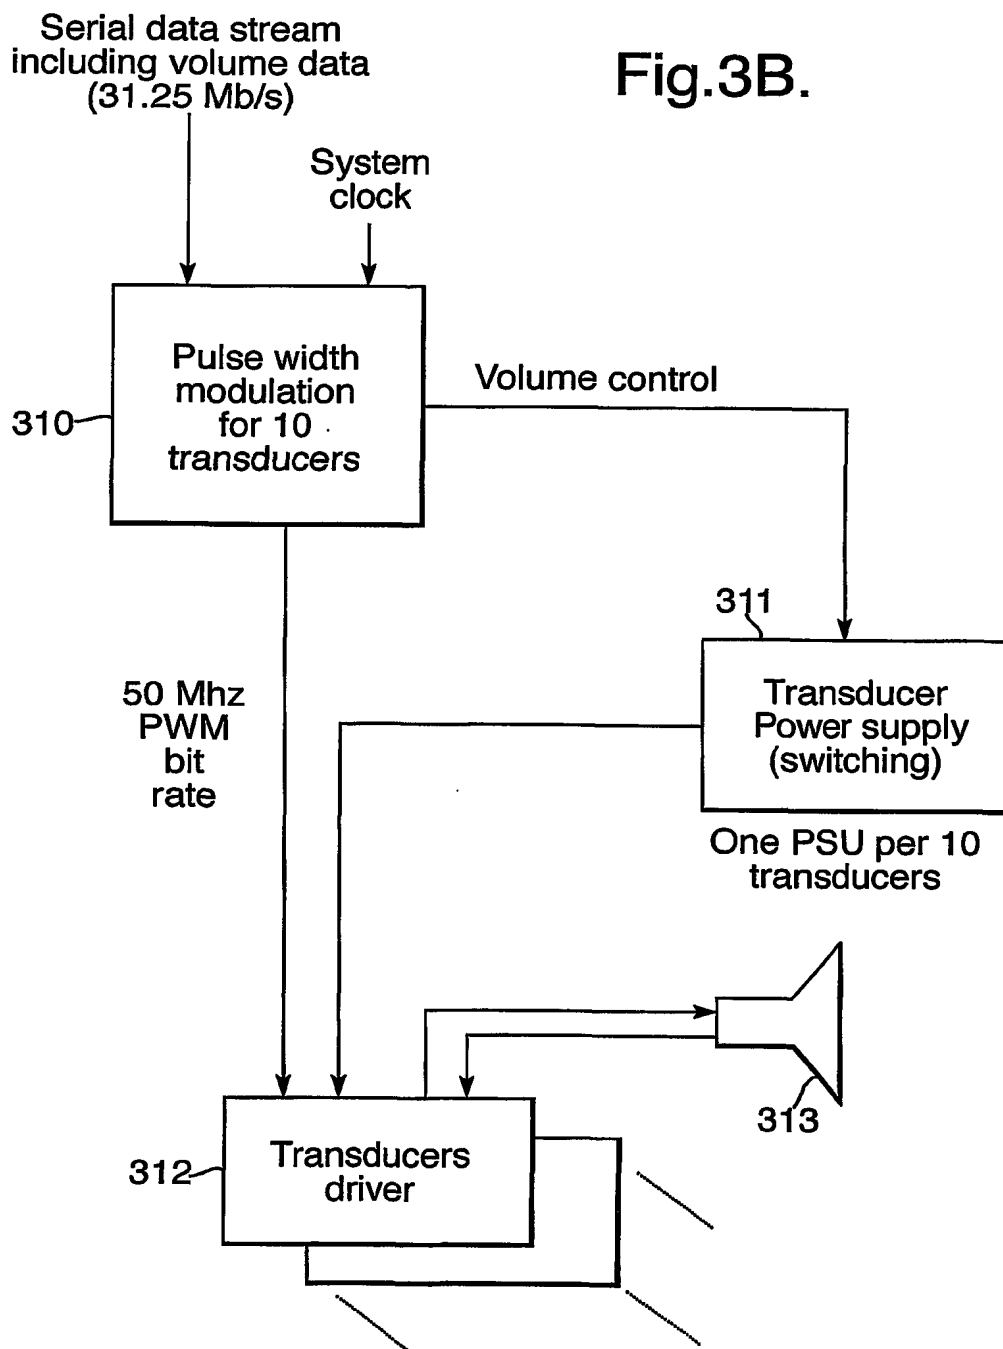 Serial data stream
including volume data
(31.25 Mb/s)
Fig.3B.
System
clock
Pulse width
modulation
for 10
transducers
310
Volume control
311
Transducer
Power supply
(switching)
One PSU per 10
transducers
50 Mhz
PWM
bit
rate
313
312
Transducers
driver